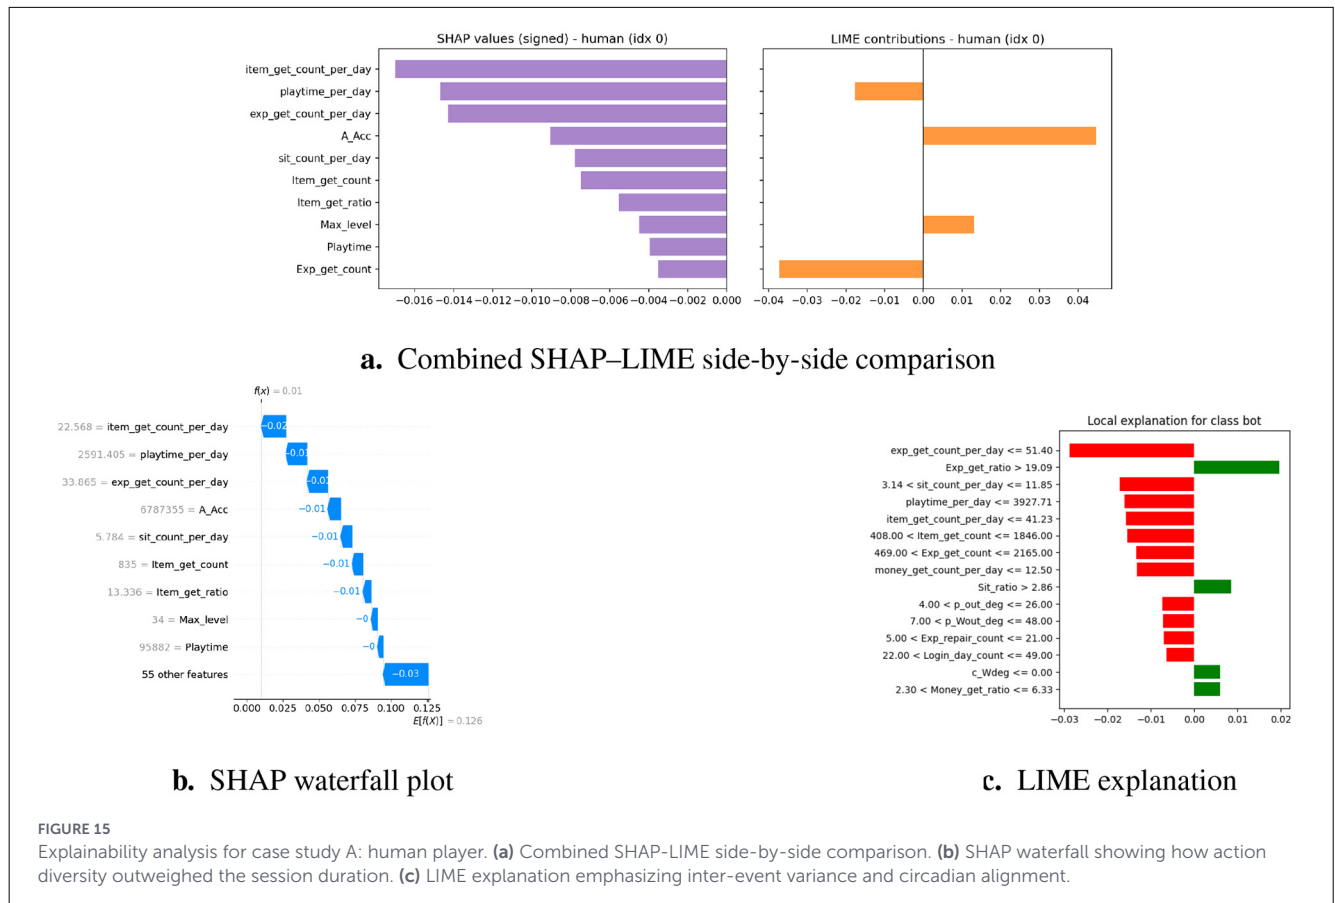 SHAP values (signed) - human (idx 0)
LIME contributions - human (idx 0)
item_get_count_per_day
playtime_per_day
exp_get_count_per_day
A_Acc
sit_count_per_day
Item_get_count
Item_get_ratio
Max_level
Playtime
Exp_get_count
−0.016 −0.014 −0.012 −0.010 −0.008 −0.006 −0.004 −0.002 0.000
−0.04 −0.03 −0.02 −0.01 0.00 0.01 0.02 0.03 0.04
a. Combined SHAP–LIME side-by-side comparison
f(x) = 0.01
22.568 = item_get_count_per_day −0.02
2591.405 = playtime_per_day −0.01
33.865 = exp_get_count_per_day −0.01
6787355 = A_Acc −0.01
5.784 = sit_count_per_day −0.01
835 = Item_get_count −0.01
13.336 = Item_get_ratio −0.01
34 = Max_level −0
95882 = Playtime −0
55 other features −0.03
0.000 0.025 0.050 0.075 0.100 0.125
E[f(X)] = 0.126
b. SHAP waterfall plot
Local explanation for class bot
exp_get_count_per_day <= 51.40
Exp_get_ratio > 19.09
3.14 < sit_count_per_day <= 11.85
playtime_per_day <= 3927.71
item_get_count_per_day <= 41.23
408.00 < Item_get_count <= 1846.00
469.00 < Exp_get_count <= 2165.00
money_get_count_per_day <= 12.50
Sit_ratio > 2.86
4.00 < p_out_deg <= 26.00
7.00 < p_Wout_deg <= 48.00
5.00 < Exp_repair_count <= 21.00
22.00 < Login_day_count <= 49.00
c_Wdeg <= 0.00
2.30 < Money_get_ratio <= 6.33
−0.03 −0.02 −0.01 0.00 0.01 0.02
c. LIME explanation
FIGURE 15
Explainability analysis for case study A: human player. (a) Combined SHAP-LIME side-by-side comparison. (b) SHAP waterfall showing how action
diversity outweighed the session duration. (c) LIME explanation emphasizing inter-event variance and circadian alignment.